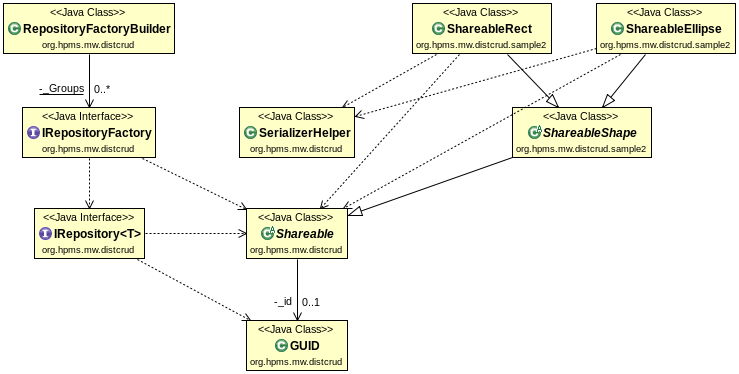 <<Java Class>>
RepositoryFactoryBuilder
org.hpms.mw.distcrud
<<Java Class>>
ShareableRect
org.hpms.mw.distcrud.sample2
<<Java Class>>
ShareableEllipse
org.hpms.mw.distcrud.sample2
-_Groups 0..*
<<Java Interface>>
IRepositoryFactory
org.hpms.mw.distcrud
<<Java Class>>
SerializerHelper
org.hpms.mw.distcrud
<<Java Class>>
ShareableShape
org.hpms.mw.distcrud.sample2
<<Java Interface>>
IRepository<T>
org.hpms.mw.distcrud
<<Java Class>>
Shareable
org.hpms.mw.distcrud
-_id 0..1
<<Java Class>>
GUID
org.hpms.mw.distcrud